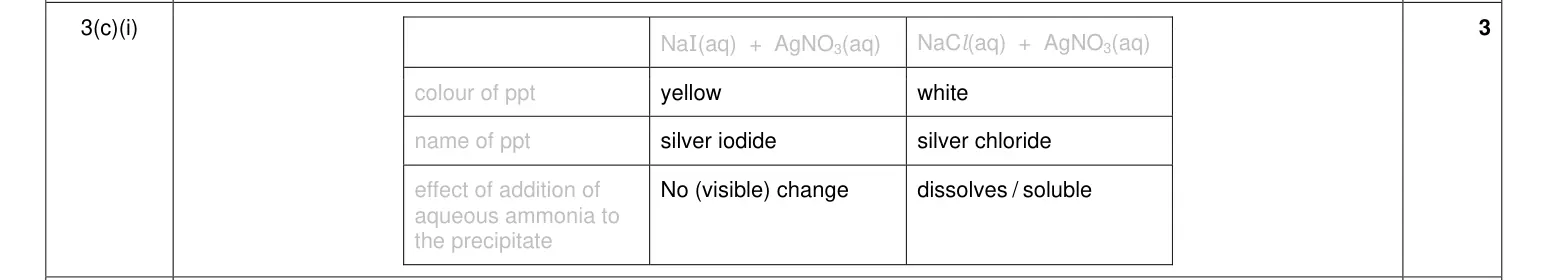 3(c)(i)
3
NaI(aq) + AgNO₃(aq)
NaCl(aq) + AgNO₃(aq)
colour of ppt
yellow
white
name of ppt
silver iodide
silver chloride
effect of addition of
aqueous ammonia to
the precipitate
No (visible) change
dissolves / soluble